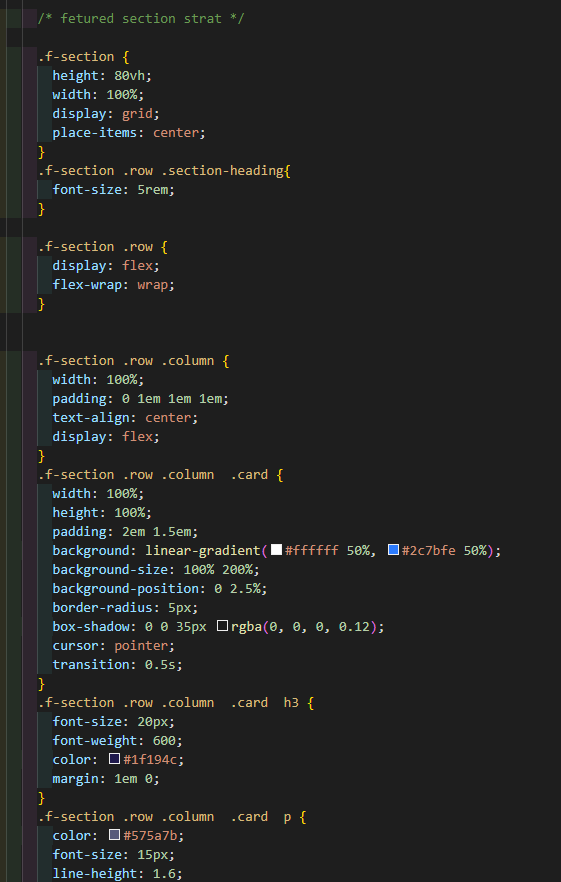 /* fetured section strat */
.f-section {
height: 80vh;
width: 100%;
display: grid;
place-items: center;
}
.f-section .row .section-heading{
font-size: 5rem;
}
.f-section .row {
display: flex;
flex-wrap: wrap;
}
.f-section .row .column {
width: 100%;
padding: 0 1em 1em 1em;
text-align: center;
display: flex;
}
.f-section .row .column  .card {
width: 100%;
height: 100%;
padding: 2em 1.5em;
background: linear-gradient(#ffffff 50%, #2c7bfe 50%);
background-size: 100% 200%;
background-position: 0 2.5%;
border-radius: 5px;
box-shadow: 0 0 35px rgba(0, 0, 0, 0.12);
cursor: pointer;
transition: 0.5s;
}
.f-section .row .column  .card  h3 {
font-size: 20px;
font-weight: 600;
color: #1f194c;
margin: 1em 0;
}
.f-section .row .column  .card  p {
color: #575a7b;
font-size: 15px;
line-height: 1.6;